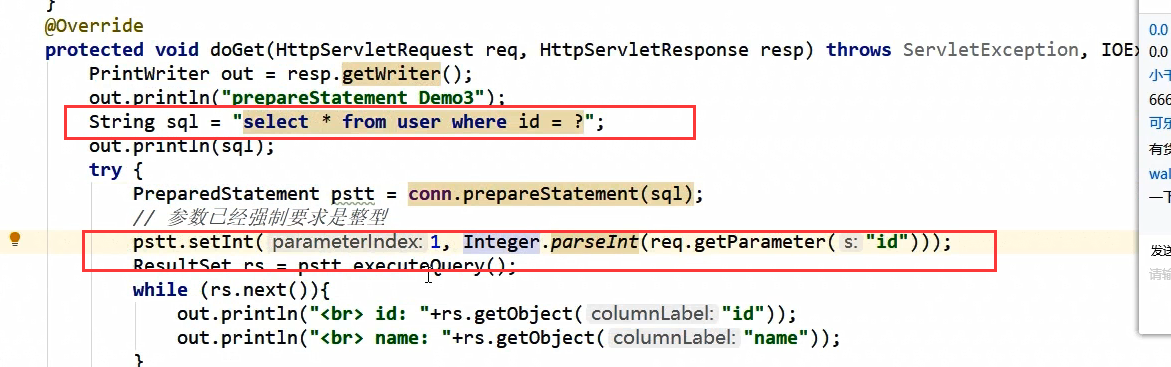 }
@Override
protected void doGet(HttpServletRequest req, HttpServletResponse resp) throws ServletException, IOEx
PrintWriter out = resp.getWriter();
out.println("prepareStatement Demo3");
String sql = "select * from user where id = ?";
out.println(sql);
try {
PreparedStatement pstt = conn.prepareStatement(sql);
// 参数已经强制要求是整型
pstt.setInt( parameterIndex: 1, Integer.parseInt(req.getParameter( s: "id")));
ResultSet rs = pstt.executeQuery();
while (rs.next()){
out.println("<br> id: "+rs.getObject( columnLabel: "id"));
out.println("<br> name: "+rs.getObject( columnLabel: "name"));
}
0.0
0.0
小千
666
可乐
有货
wal
一下
发送
请输